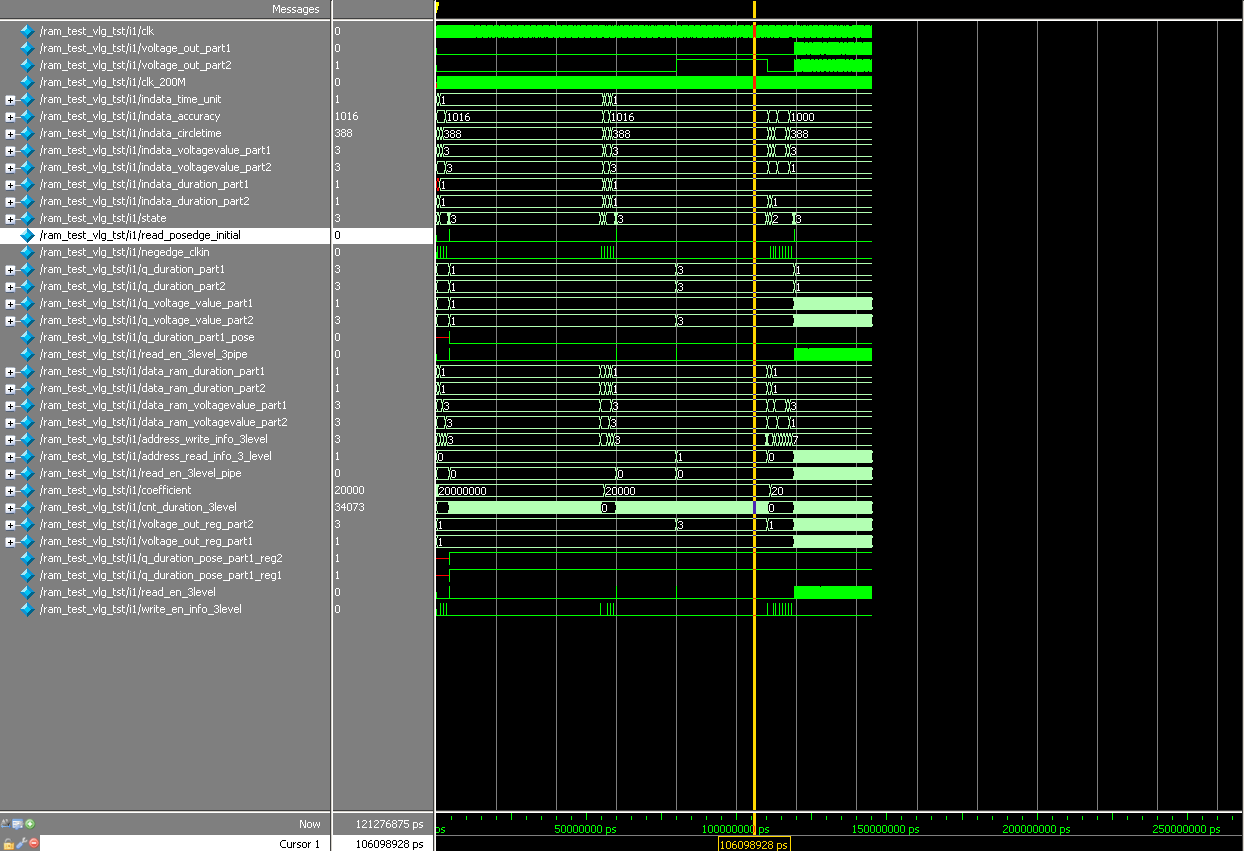 Messages
/ram_test_vlg_tst/i1/clk 0
/ram_test_vlg_tst/i1/voltage_out_part1 0
/ram_test_vlg_tst/i1/voltage_out_part2 1
/ram_test_vlg_tst/i1/clk_200M 0
/ram_test_vlg_tst/i1/indata_time_unit 1 1 1
/ram_test_vlg_tst/i1/indata_accuracy 1016 1016 1016 1000
/ram_test_vlg_tst/i1/indata_circletime 388 388 388 388
/ram_test_vlg_tst/i1/indata_voltagevalue_part1 3 3 3 3
/ram_test_vlg_tst/i1/indata_voltagevalue_part2 3 3 3 1
/ram_test_vlg_tst/i1/indata_duration_part1 1 1 1
/ram_test_vlg_tst/i1/indata_duration_part2 1 1 1 1
/ram_test_vlg_tst/i1/state 3 3 3 2 3
/ram_test_vlg_tst/i1/read_posedge_initial 0
/ram_test_vlg_tst/i1/negedge_clkin 0
/ram_test_vlg_tst/i1/q_duration_part1 3 1 3 1
/ram_test_vlg_tst/i1/q_duration_part2 3 1 3 1
/ram_test_vlg_tst/i1/q_voltage_value_part1 1 1
/ram_test_vlg_tst/i1/q_voltage_value_part2 3 1 3
/ram_test_vlg_tst/i1/q_duration_part1_pose 0
/ram_test_vlg_tst/i1/read_en_3level_3pipe 0
/ram_test_vlg_tst/i1/data_ram_duration_part1 1 1 1 1
/ram_test_vlg_tst/i1/data_ram_duration_part2 1 1 1 1
/ram_test_vlg_tst/i1/data_ram_voltagevalue_part1 3 3 3 3
/ram_test_vlg_tst/i1/data_ram_voltagevalue_part2 3 3 3 1
/ram_test_vlg_tst/i1/address_write_info_3level 3 3 3 7
/ram_test_vlg_tst/i1/address_read_info_3_level 1 0 1 0
/ram_test_vlg_tst/i1/read_en_3level_pipe 0 0 0 0
/ram_test_vlg_tst/i1/coefficient 20000 20000000 20000 20
/ram_test_vlg_tst/i1/cnt_duration_3level 34073 0 0
/ram_test_vlg_tst/i1/voltage_out_reg_part2 3 1 3 1
/ram_test_vlg_tst/i1/voltage_out_reg_part1 1 1
/ram_test_vlg_tst/i1/q_duration_pose_part1_reg2 1
/ram_test_vlg_tst/i1/q_duration_pose_part1_reg1 1
/ram_test_vlg_tst/i1/read_en_3level 0
/ram_test_vlg_tst/i1/write_en_info_3level 0
Now 121276875 ps ps 50000000 ps 100000000 ps 150000000 ps 200000000 ps 250000000 ps
Cursor 1 106098928 ps 106098928 ps